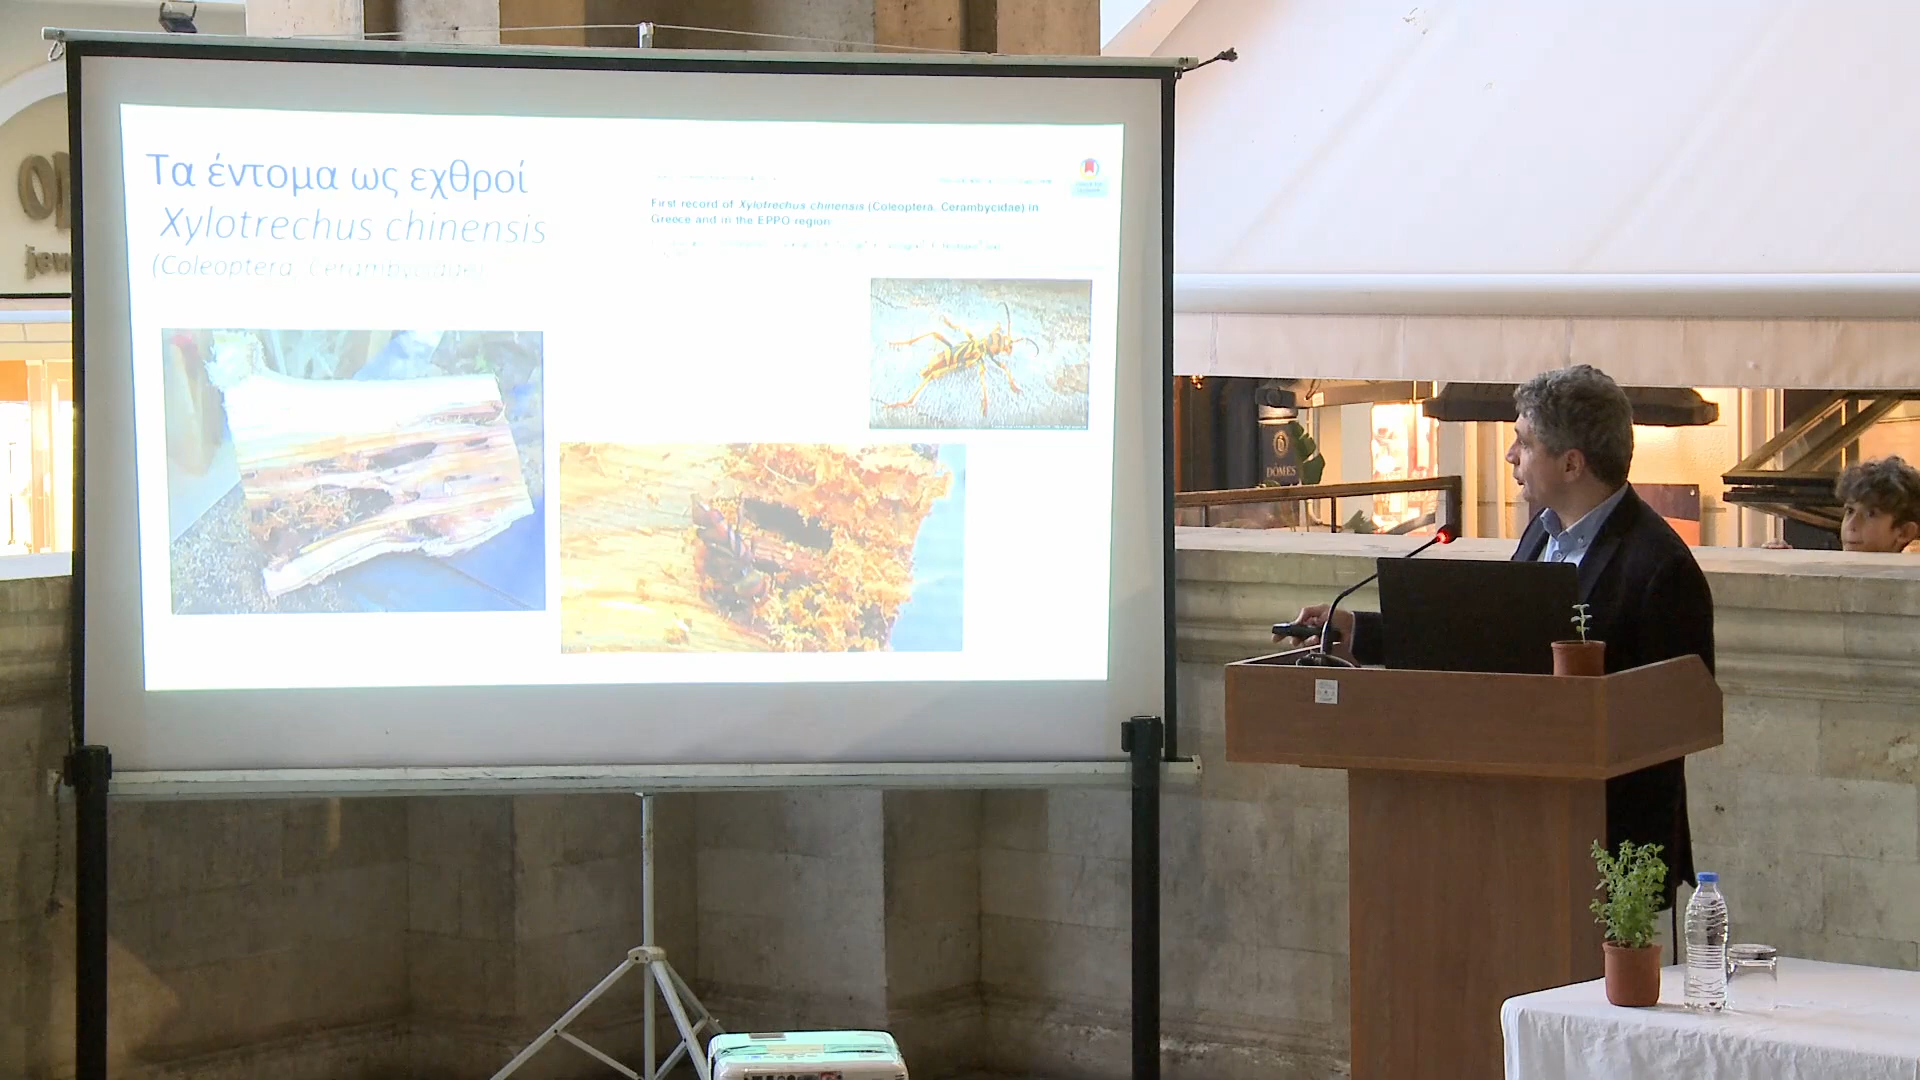 Τα έντομα ως εχθροί
Xylotrechus chinensis
(Coleoptera: Cerambycidae)
First record of Xylotrechus chinensis (Coleoptera: Cerambycidae) in
Greece and in the EPPO region
DOMES